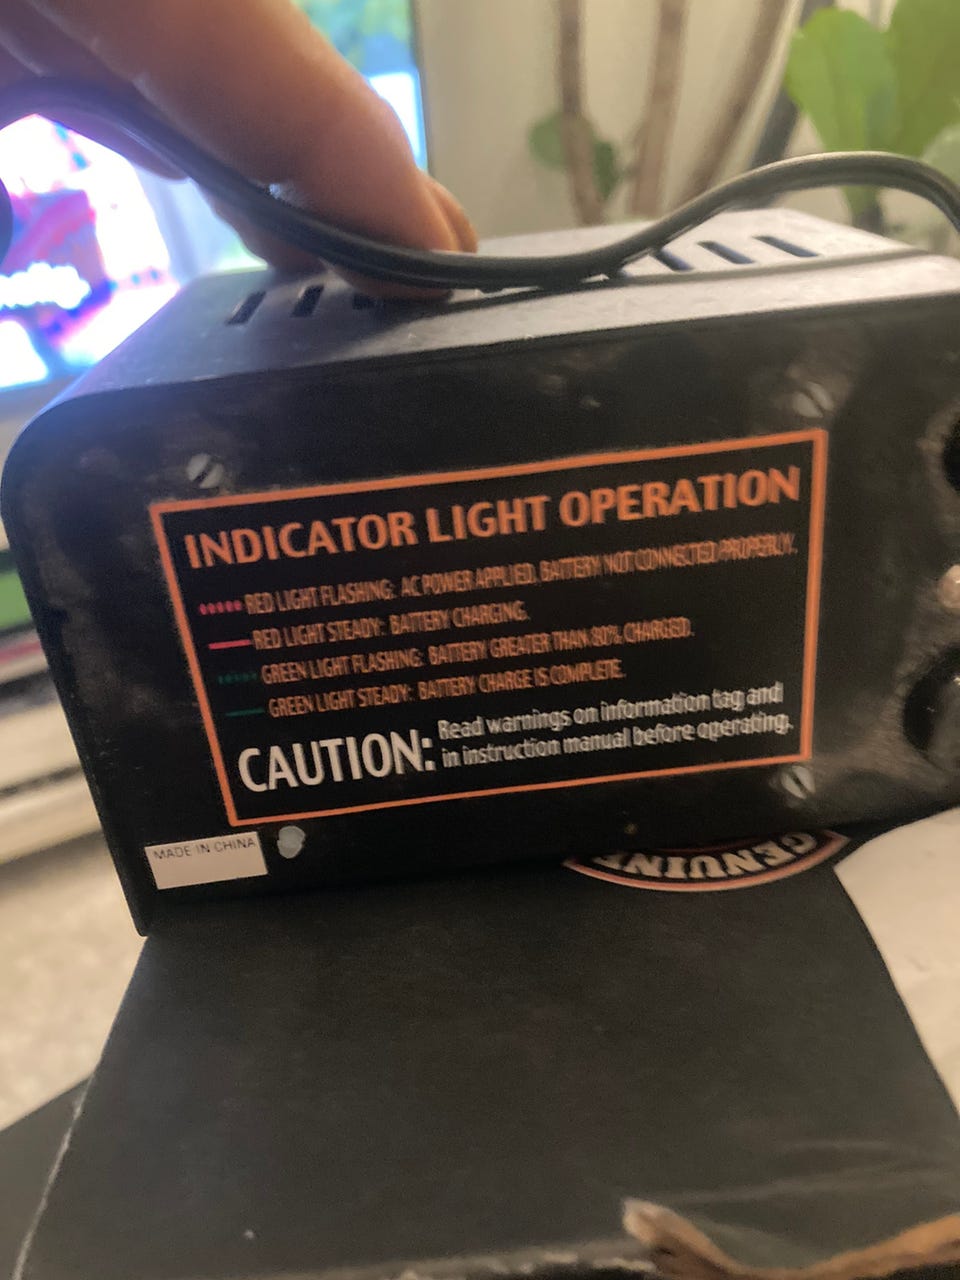 INDICATOR LIGHT OPERATION
RED LIGHT FLASHING: AC POWER APPLIED, BATTERY NOT CONNECTED PROPERLY.
RED LIGHT STEADY: BATTERY CHARGING.
GREEN LIGHT FLASHING: BATTERY GREATER THAN 80% CHARGED.
GREEN LIGHT STEADY: BATTERY CHARGE IS COMPLETE.
CAUTION: Read warnings on information tag and
in instruction manual before operating.
MADE IN CHINA
GENUINE